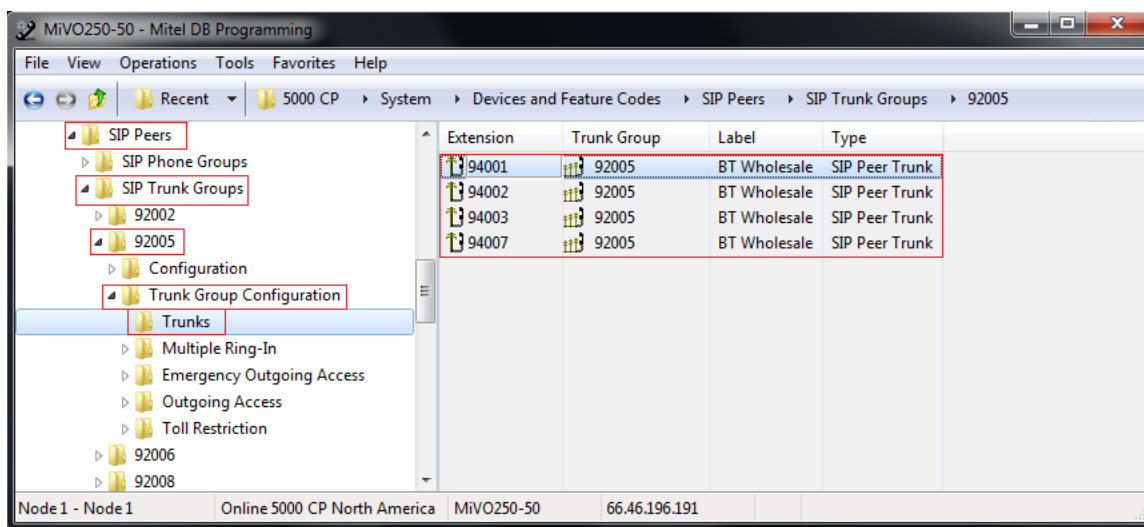 MiVO250-50 - Mitel DB Programming
File View Operations Tools Favorites Help
Recent 5000 CP System Devices and Feature Codes SIP Peers SIP Trunk Groups 92005
SIP Peers
SIP Phone Groups
SIP Trunk Groups
92002
92005
Configuration
Trunk Group Configuration
Trunks
Multiple Ring-In
Emergency Outgoing Access
Outgoing Access
Toll Restriction
92006
92008
Extension Trunk Group Label Type
94001 92005 BT Wholesale SIP Peer Trunk
94002 92005 BT Wholesale SIP Peer Trunk
94003 92005 BT Wholesale SIP Peer Trunk
94007 92005 BT Wholesale SIP Peer Trunk
Node 1 - Node 1 Online 5000 CP North America MiVO250-50 66.46.196.191